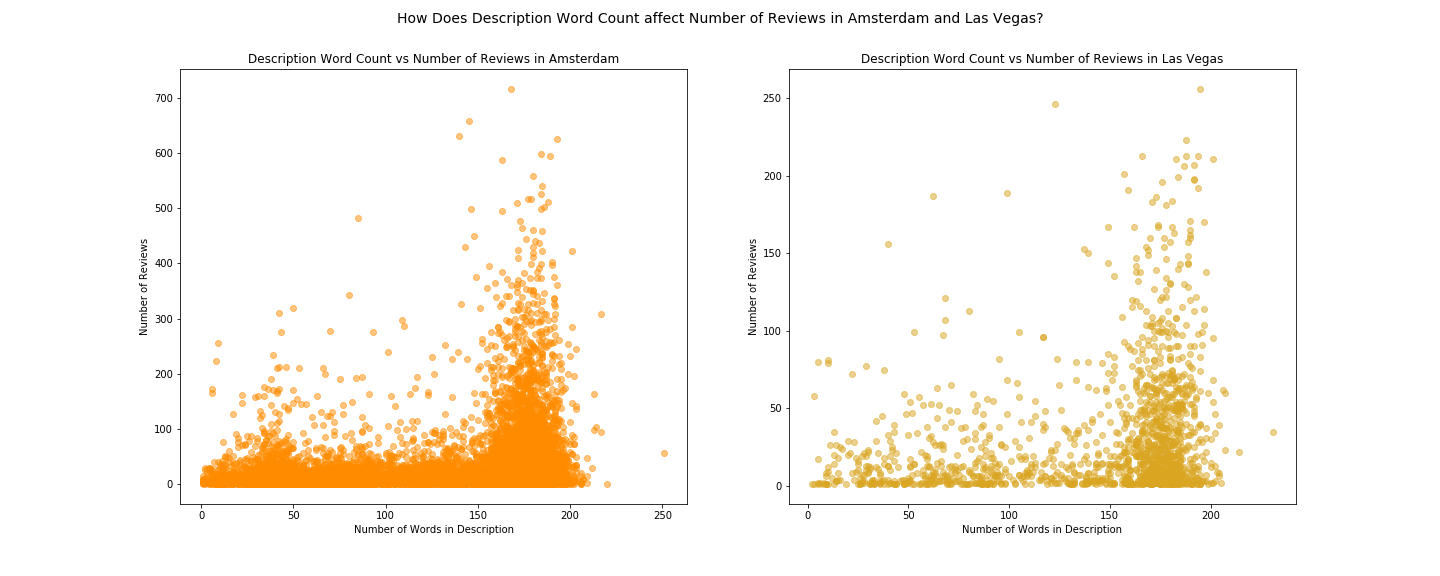 How Does Description Word Count affect Number of Reviews in Amsterdam and Las Vegas?
Description Word Count vs Number of Reviews in Amsterdam
Number of Reviews
700
600
500
400
300
200
100
0
0 50 100 150 200 250
Number of Words in Description
Description Word Count vs Number of Reviews in Las Vegas
Number of Reviews
250
200
150
100
50
0
0 50 100 150 200
Number of Words in Description